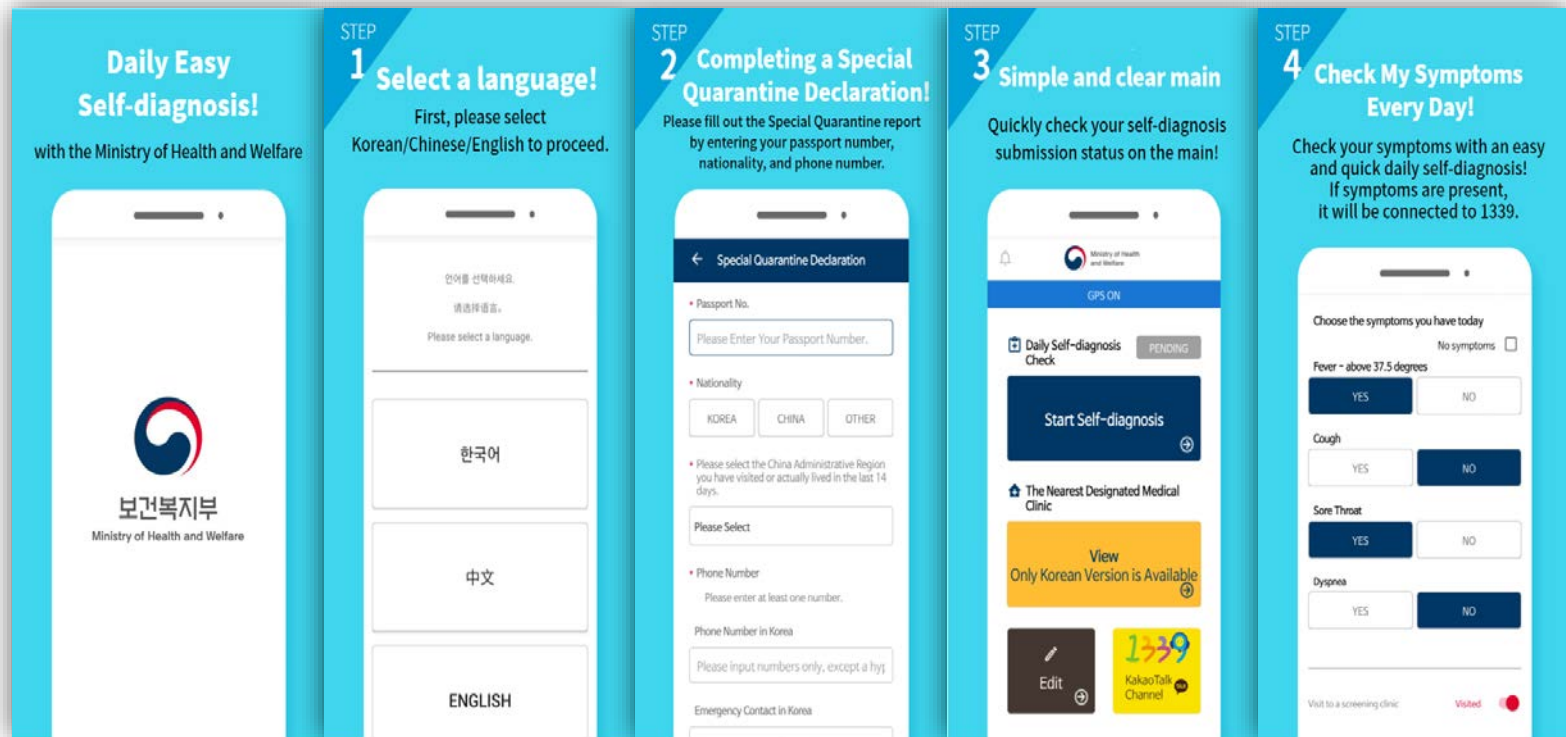 Daily Easy
Self-diagnosis!
with the Ministry of Health and Welfare
보건복지부
Ministry of Health and Welfare
STEP
1 Select a language!
First, please select
Korean/Chinese/English to proceed.
언어를 선택하세요.
请选择语言。
Please select a language.
한국어
中文
ENGLISH
STEP
2 Completing a Special
Quarantine Declaration!
Please fill out the Special Quarantine report
by entering your passport number,
nationality, and phone number.
← Special Quarantine Declaration
* Passport No.
Please Enter Your Passport Number.
* Nationality
KOREA CHINA OTHER
* Please select the China Administrative Region
you have visited or actually lived in the last 14
days.
Please Select
* Phone Number
Please enter at least one number.
Phone Number in Korea
Please input numbers only, except a hyp
Emergency Contact in Korea
STEP
3 Simple and clear main
Quickly check your self-diagnosis
submission status on the main!
Ministry of Health
and Welfare
GPS ON
Daily Self-diagnosis
Check
PENDING
Start Self-diagnosis
The Nearest Designated Medical
Clinic
View
Only Korean Version is Available
Edit
1339
KakaoTalk
Channel
TALK
STEP
4 Check My Symptoms
Every Day!
Check your symptoms with an easy
and quick daily self-diagnosis!
If symptoms are present,
it will be connected to 1339.
Choose the symptoms you have today
No symptoms
Fever - above 37.5 degrees
YES NO
Cough
YES NO
Sore Throat
YES NO
Dyspnea
YES NO
Visit to a screening clinic Visited